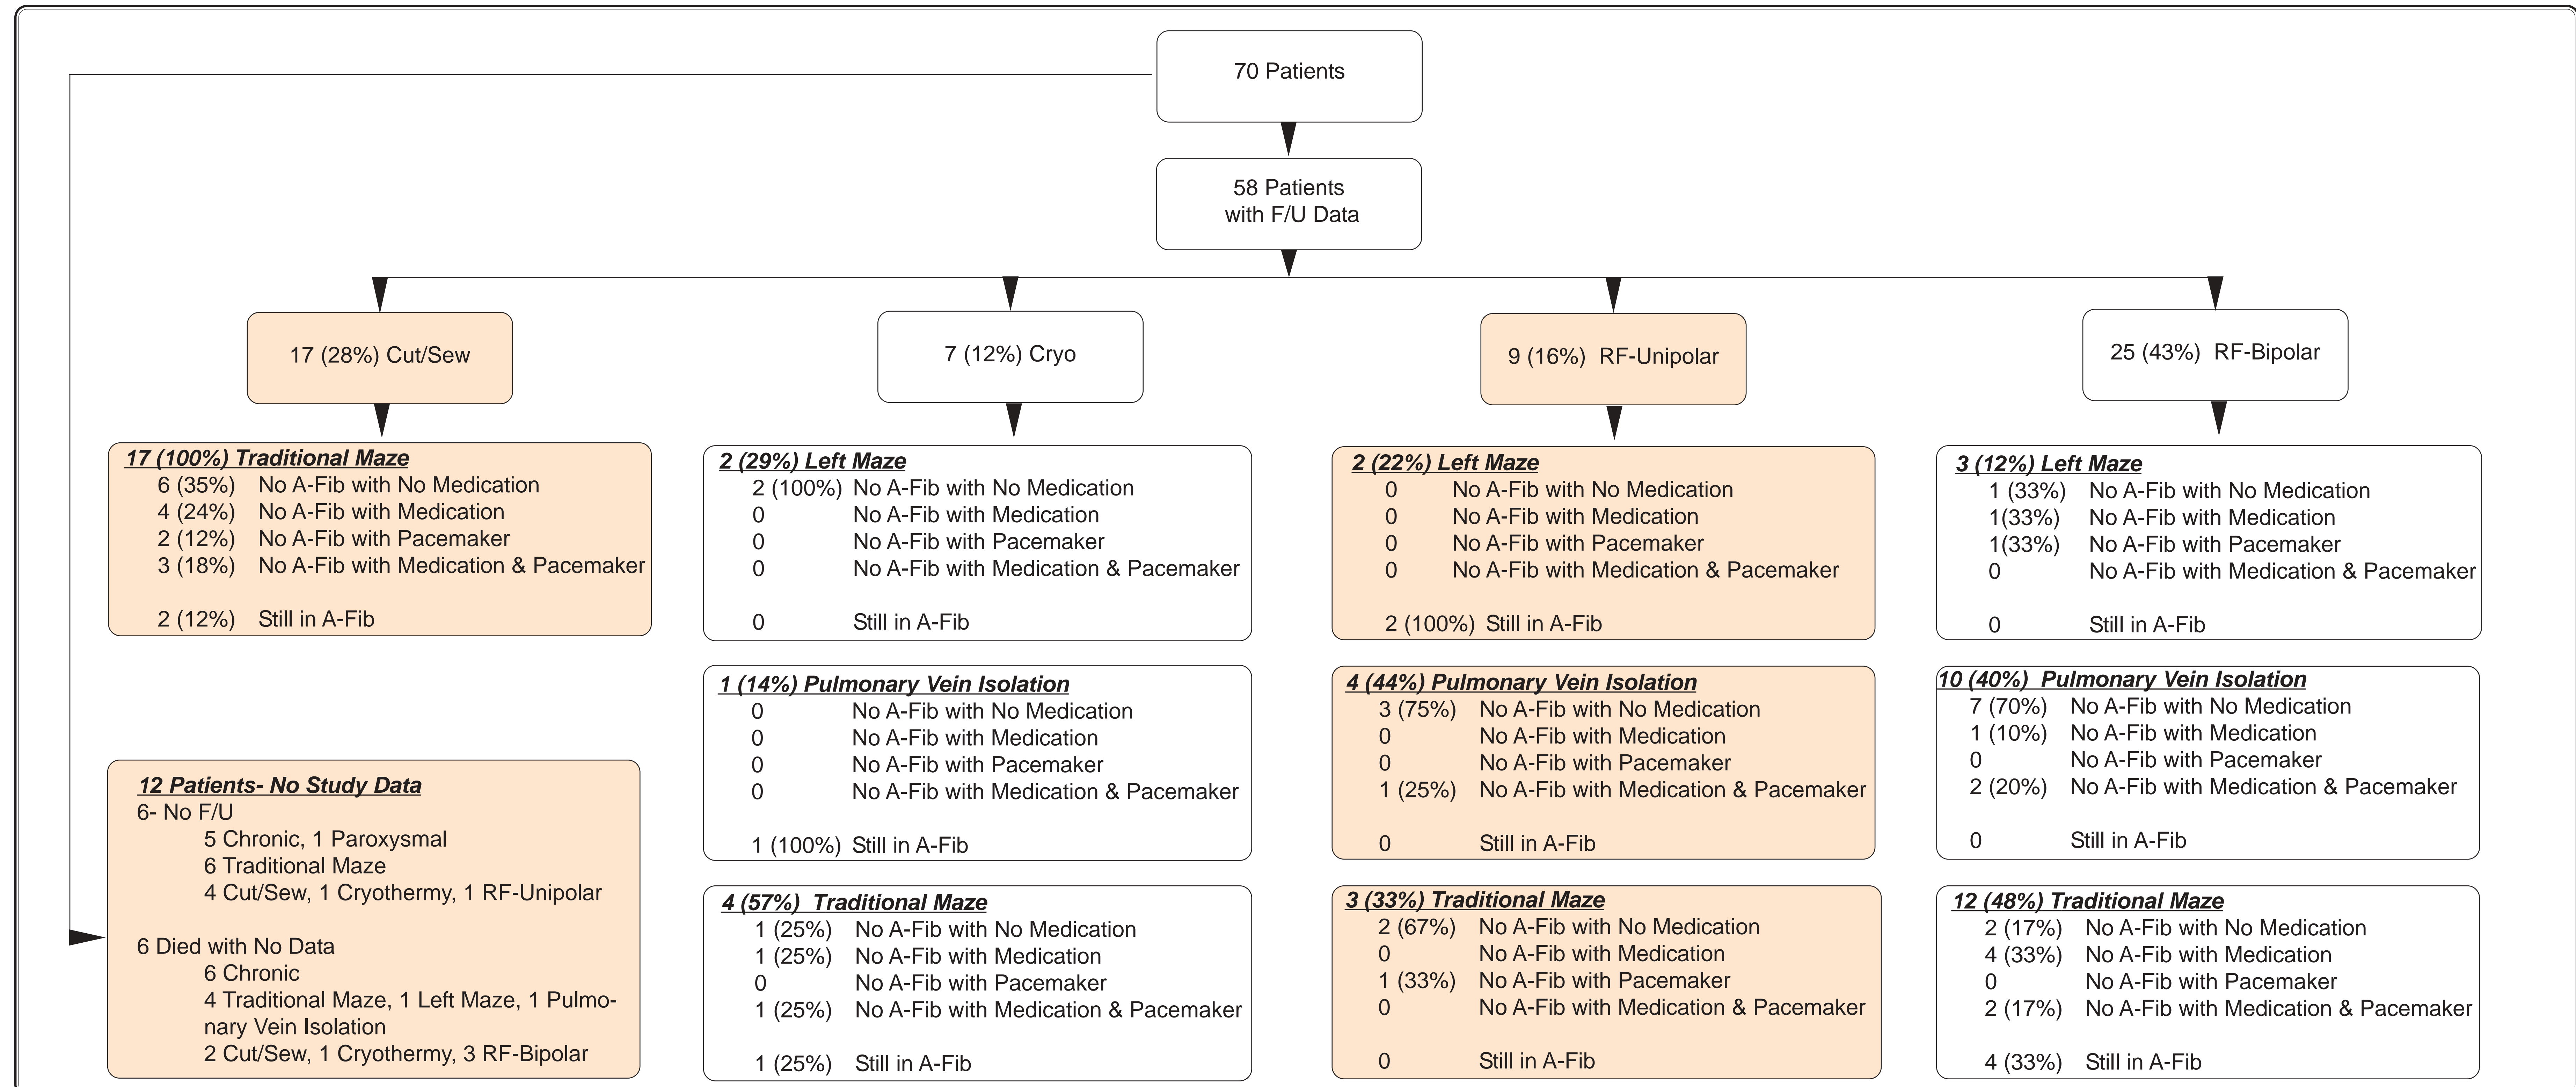 70 Patients
58 Patients
with F/U Data
17 (28%) Cut/Sew
7 (12%) Cryo
9 (16%) RF-Unipolar
25 (43%) RF-Bipolar
17 (100%) Traditional Maze
6 (35%) No A-Fib with No Medication
4 (24%) No A-Fib with Medication
2 (12%) No A-Fib with Pacemaker
3 (18%) No A-Fib with Medication & Pacemaker
2 (12%) Still in A-Fib
12 Patients- No Study Data
6- No F/U
5 Chronic, 1 Paroxysmal
6 Traditional Maze
4 Cut/Sew, 1 Cryothermy, 1 RF-Unipolar
6 Died with No Data
6 Chronic
4 Traditional Maze, 1 Left Maze, 1 Pulmo-
nary Vein Isolation
2 Cut/Sew, 1 Cryothermy, 3 RF-Bipolar
2 (29%) Left Maze
2 (100%) No A-Fib with No Medication
0 No A-Fib with Medication
0 No A-Fib with Pacemaker
0 No A-Fib with Medication & Pacemaker
0 Still in A-Fib
1 (14%) Pulmonary Vein Isolation
0 No A-Fib with No Medication
0 No A-Fib with Medication
0 No A-Fib with Pacemaker
0 No A-Fib with Medication & Pacemaker
1 (100%) Still in A-Fib
4 (57%) Traditional Maze
1 (25%) No A-Fib with No Medication
1 (25%) No A-Fib with Medication
0 No A-Fib with Pacemaker
1 (25%) No A-Fib with Medication & Pacemaker
1 (25%) Still in A-Fib
2 (22%) Left Maze
0 No A-Fib with No Medication
0 No A-Fib with Medication
0 No A-Fib with Pacemaker
0 No A-Fib with Medication & Pacemaker
2 (100%) Still in A-Fib
4 (44%) Pulmonary Vein Isolation
3 (75%) No A-Fib with No Medication
0 No A-Fib with Medication
0 No A-Fib with Pacemaker
1 (25%) No A-Fib with Medication & Pacemaker
0 Still in A-Fib
3 (33%) Traditional Maze
2 (67%) No A-Fib with No Medication
0 No A-Fib with Medication
1 (33%) No A-Fib with Pacemaker
0 No A-Fib with Medication & Pacemaker
0 Still in A-Fib
3 (12%) Left Maze
1 (33%) No A-Fib with No Medication
1(33%) No A-Fib with Medication
1(33%) No A-Fib with Pacemaker
0 No A-Fib with Medication & Pacemaker
0 Still in A-Fib
10 (40%) Pulmonary Vein Isolation
7 (70%) No A-Fib with No Medication
1 (10%) No A-Fib with Medication
0 No A-Fib with Pacemaker
2 (20%) No A-Fib with Medication & Pacemaker
0 Still in A-Fib
12 (48%) Traditional Maze
2 (17%) No A-Fib with No Medication
4 (33%) No A-Fib with Medication
0 No A-Fib with Pacemaker
2 (17%) No A-Fib with Medication & Pacemaker
4 (33%) Still in A-Fib